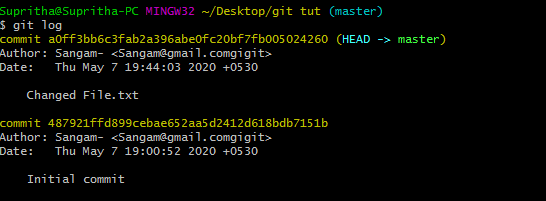 Supritha@Supritha-PC MINGW32 ~/Desktop/git tut (master)
$ git log
commit a0ff3bb6c3fab2a396abe0fc20bf7fb005024260 (HEAD -> master)
Author: Sangam- <Sangam@gmail.comgigit>
Date:   Thu May 7 19:44:03 2020 +0530

    Changed File.txt

commit 487921ffd899cebae652aa5d2412d618bdb7151b
Author: Sangam- <Sangam@gmail.comgigit>
Date:   Thu May 7 19:00:52 2020 +0530

    Initial commit